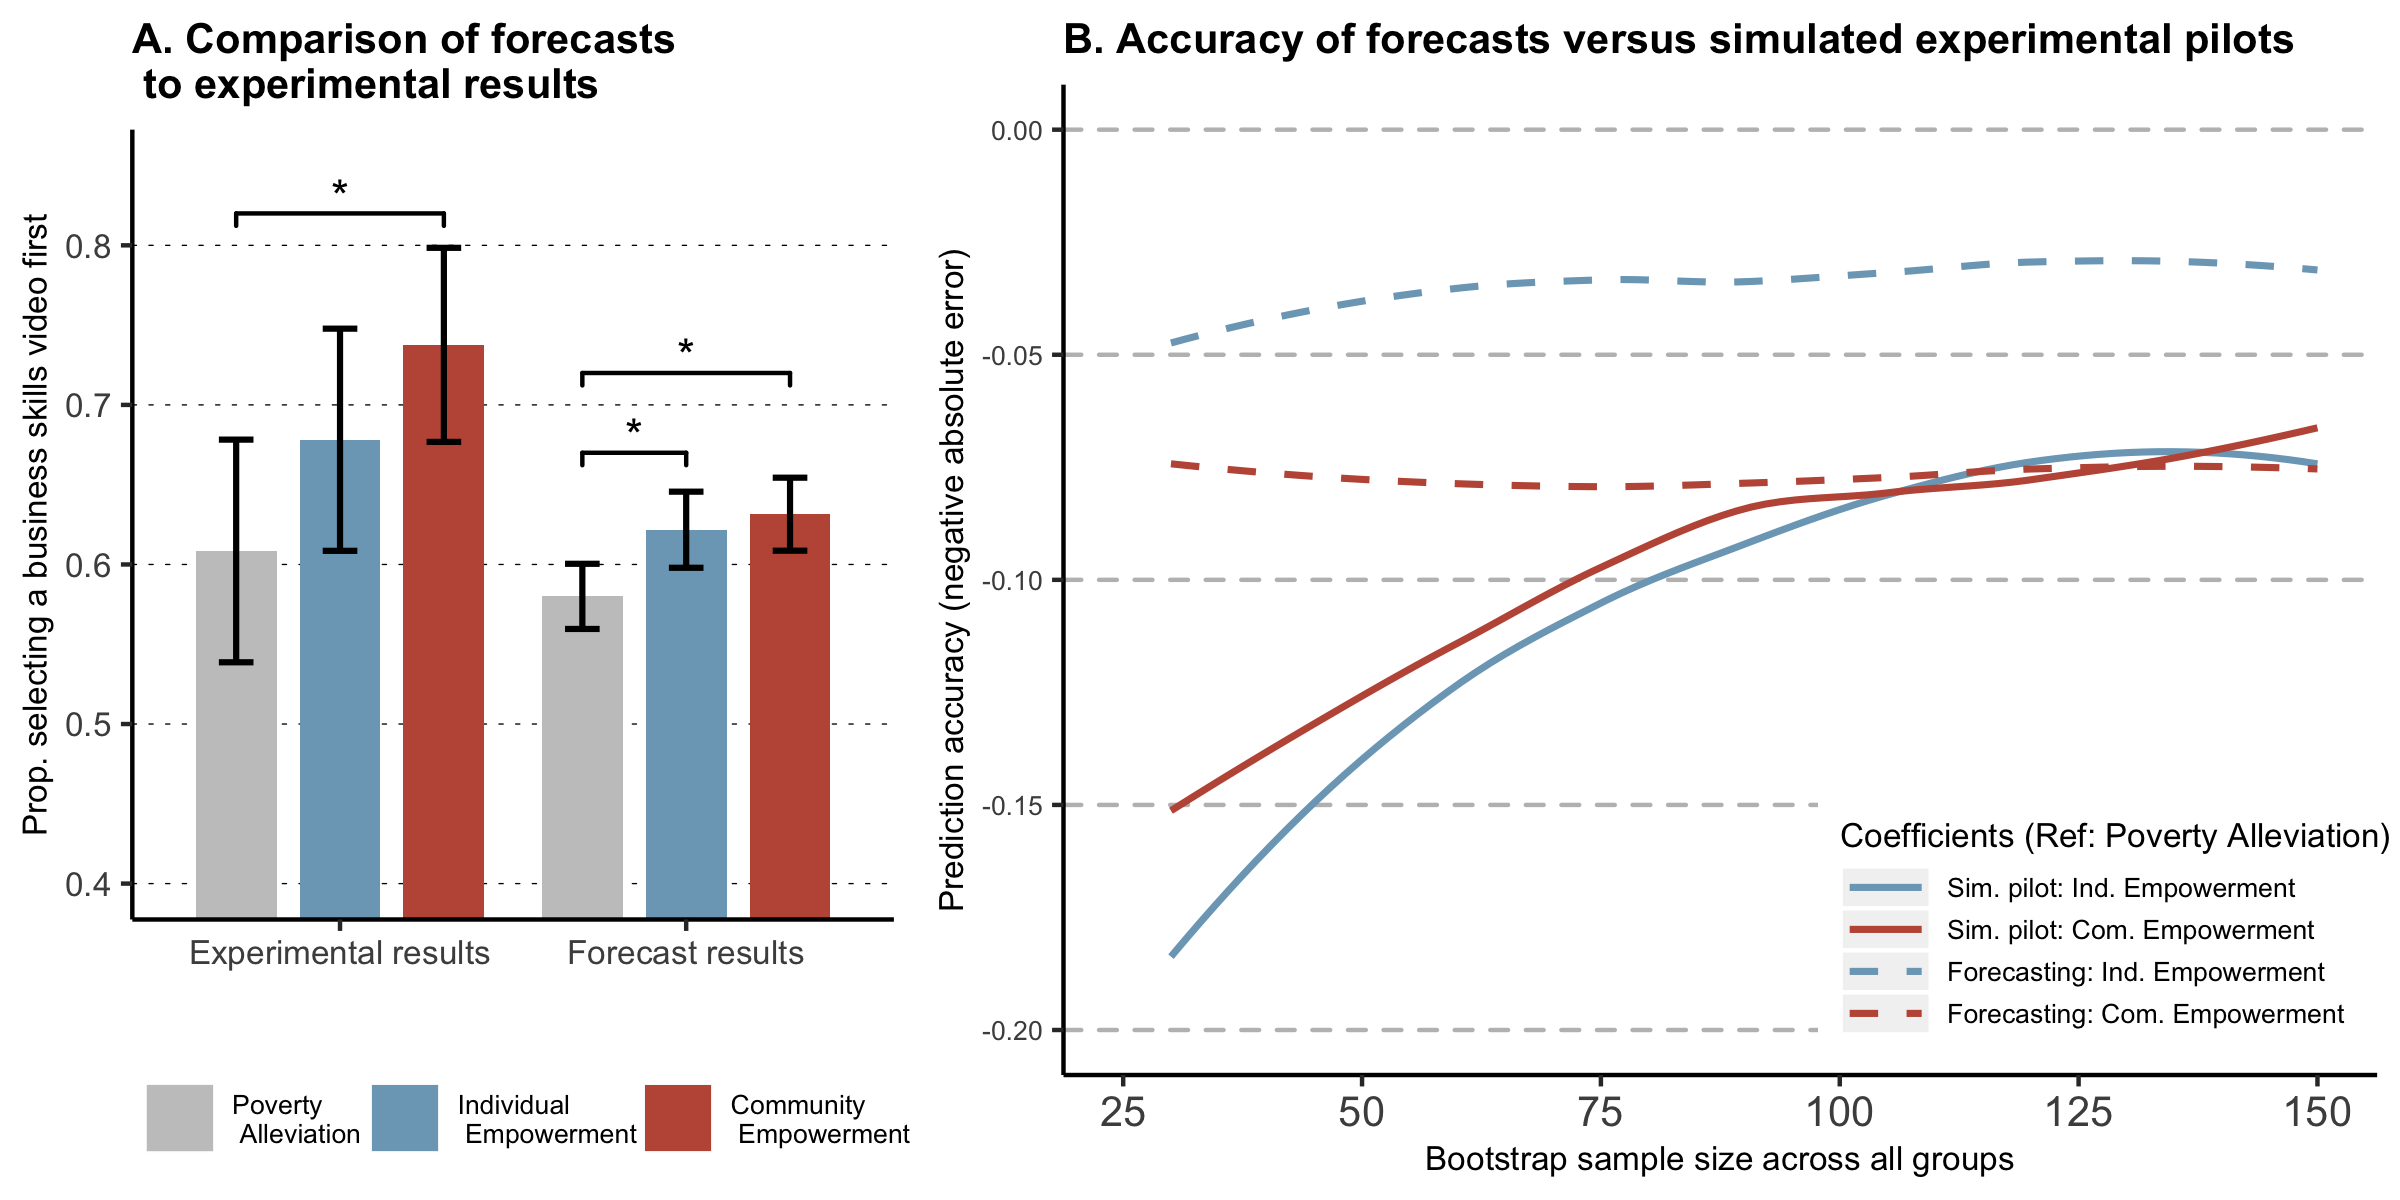 A. Comparison of forecasts
to experimental results
Prop. selecting a business skills video first
0.8
0.7
0.6
0.5
0.4
*
*
*
Experimental results
Forecast results
Poverty
Alleviation
Individual
Empowerment
Community
Empowerment
B. Accuracy of forecasts versus simulated experimental pilots
Prediction accuracy (negative absolute error)
0.00
-0.05
-0.10
-0.15
-0.20
Coefficients (Ref: Poverty Alleviation)
Sim. pilot: Ind. Empowerment
Sim. pilot: Com. Empowerment
Forecasting: Ind. Empowerment
Forecasting: Com. Empowerment
25 50 75 100 125 150
Bootstrap sample size across all groups